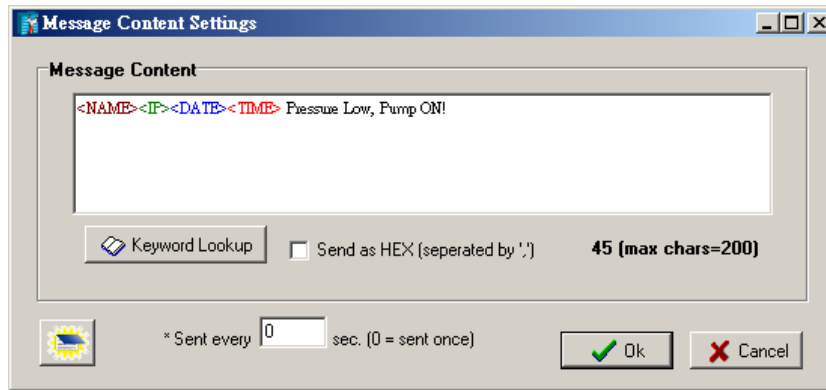 Message Content Settings
Message Content
<NAME><IP><DATE><TIME> Pressure Low, Pump ON!
Keyword Lookup
Send as HEX (seperated by ',')
45 (max chars=200)
* Sent every 0 sec. (0 = sent once)
Ok
Cancel